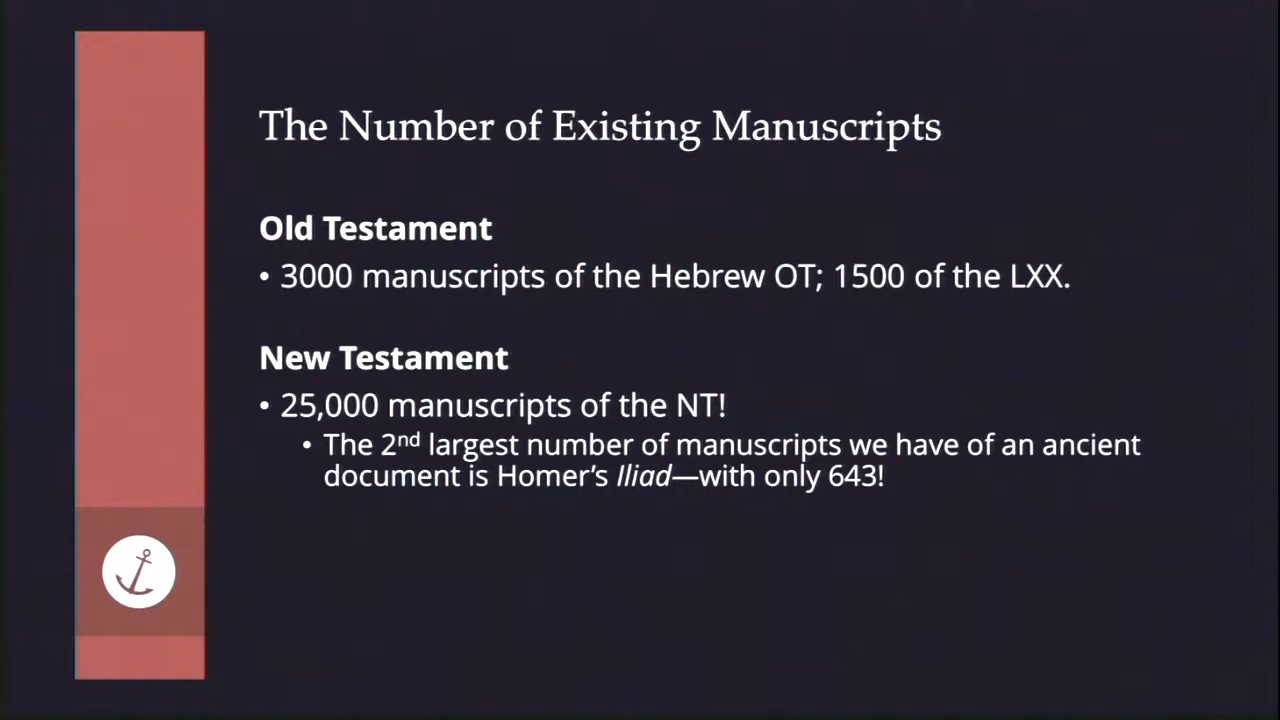 The Number of Existing Manuscripts
Old Testament
• 3000 manuscripts of the Hebrew OT; 1500 of the LXX.
New Testament
• 25,000 manuscripts of the NT!
• The 2nd largest number of manuscripts we have of an ancient
document is Homer’s Iliad—with only 643!